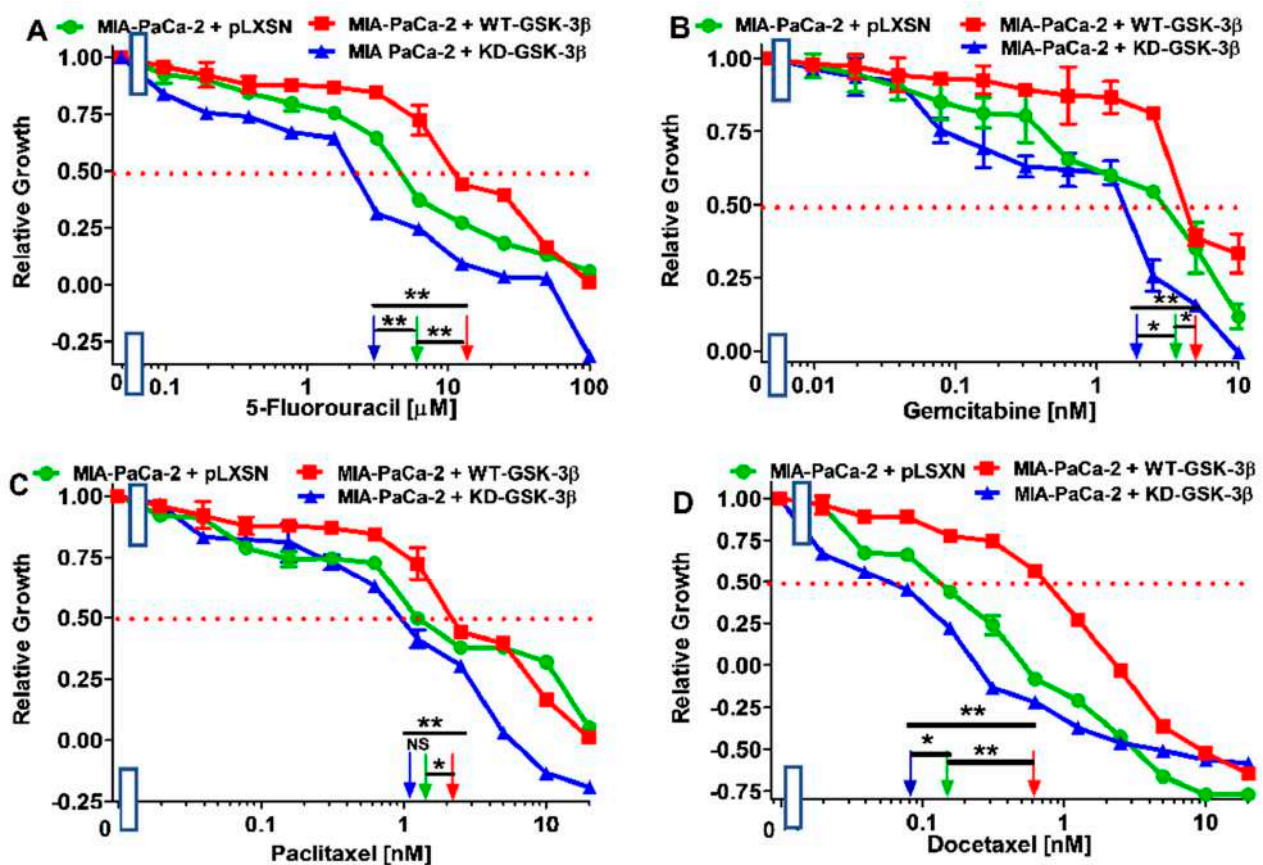 A
MIA-PaCa-2 + pLXSN
MIA-PaCa-2 + WT-GSK-3β
MIA PaCa-2 + KD-GSK-3β
Relative Growth
1.00
0.75
0.50
0.25
0.00
-0.25
**
**
**
0
0.1
1
10
100
5-Fluorouracil [μM]
B
MIA-PaCa-2 + pLXSN
MIA-PaCa-2 + WT-GSK-3β
MIA-PaCa-2 + KD-GSK-3β
Relative Growth
1.00
0.75
0.50
0.25
0.00
**
*
*
0
0.01
0.1
1
10
Gemcitabine [nM]
C
MIA-PaCa-2 + pLXSN
MIA-PaCa-2 + WT-GSK-3β
MIA-PaCa-2 + KD-GSK-3β
Relative Growth
1.00
0.75
0.50
0.25
0.00
-0.25
**
NS
*
0
0.1
1
10
Paclitaxel [nM]
D
MIA-PaCa-2 + pLSXN
MIA-PaCa-2 + WT-GSK-3β
MIA-PaCa-2 + KD-GSK-3β
Relative Growth
1.00
0.75
0.50
0.25
0.00
-0.25
-0.50
-0.75
**
*
**
0
0.1
1
10
Docetaxel [nM]